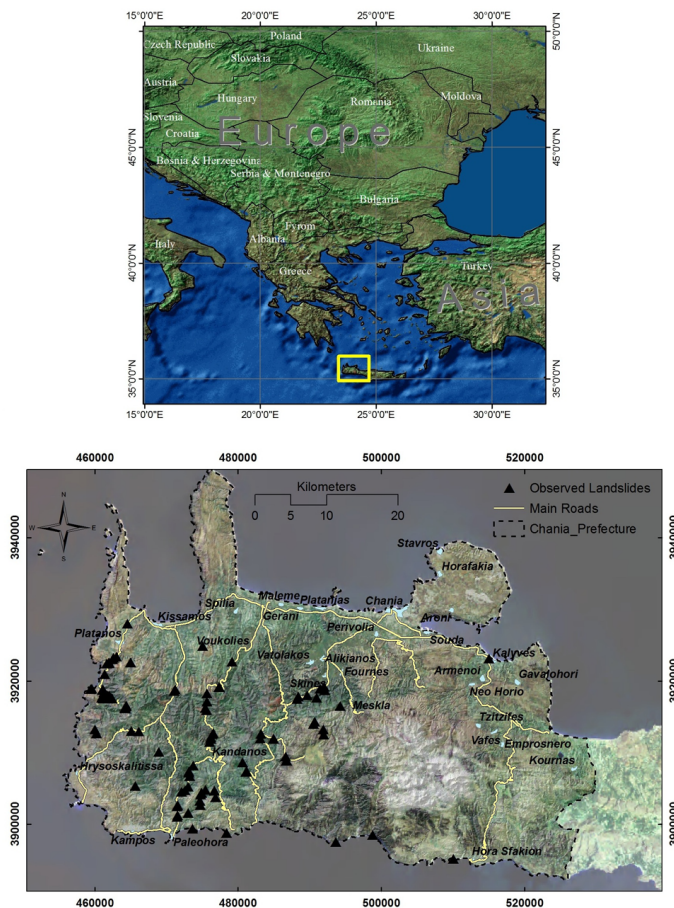 50°0'0"N
Czech Republic
Poland
Ukraine
Slovakia
Austria
Hungary
Romania
Moldova
Slovenia
Croatia
Europe
45°0'0"N
Bosnia & Herzegovina
Serbia & Montenegro
Bulgaria
Fyrom
Albania
Italy
Greece
Turkey
Asia
40°0'0"N
35°0'0"N
15°0'0"E 20°0'0"E 25°0'0"E 30°0'0"E
460000 480000 500000 520000
N
W E
S
Kilometers
0 5 10 20
Observed Landslides
Main Roads
Chania_Prefecture
3940000 3940000
Stavros
Horafakia
Spilia
Maleme
Platanjas
Chania
Kissamos
Gerani
Aroni
Platanos
Perivolia
Souda
Voukolies
Vatolakos
Alikianos
Kalyves
Fournes
Armenoi
Gavalohori
3920000 3920000
Skines
Neo Horio
Meskla
Tzitzifes
Vafes
Emprosnero
Kandanos
Kournas
Hrysoskalitissa
3900000 3900000
Kampos
Paleohora
Hora Sfakion
460000 480000 500000 520000